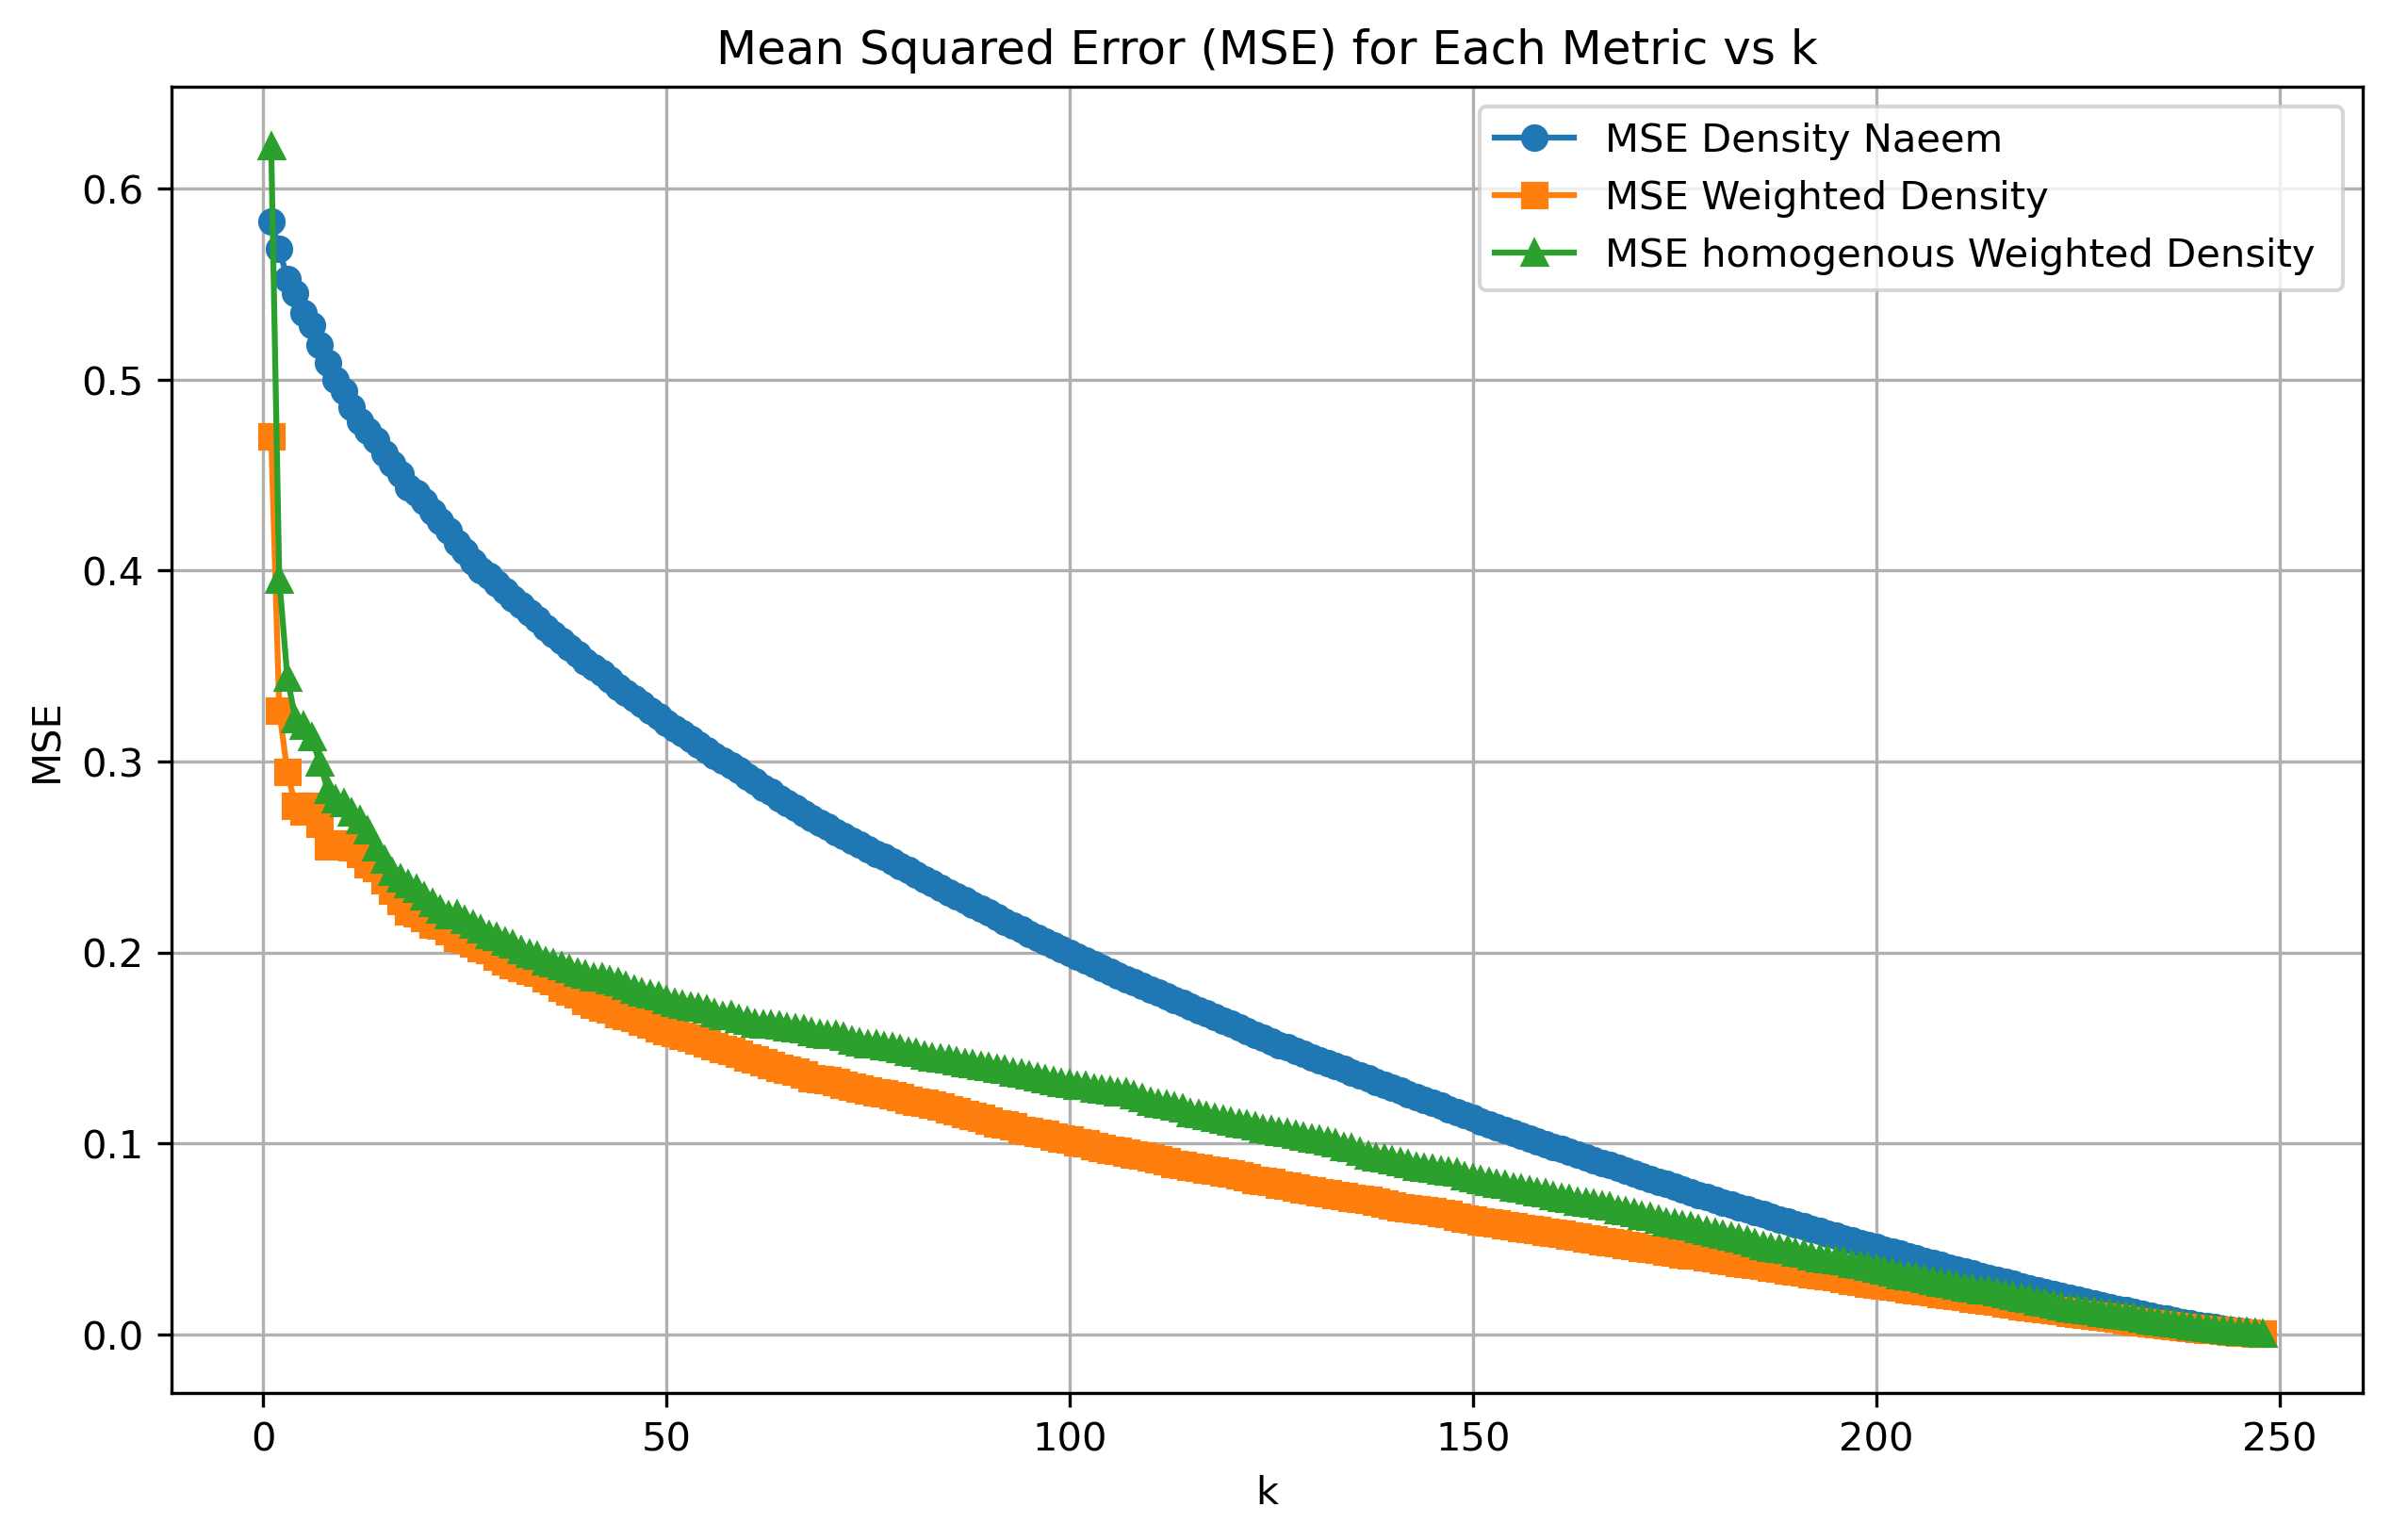 Mean Squared Error (MSE) for Each Metric vs k
MSE Density Naeem
MSE Weighted Density
MSE homogenous Weighted Density
0.6
0.5
0.4
0.3
0.2
0.1
0.0
MSE
0 50 100 150 200 250
k